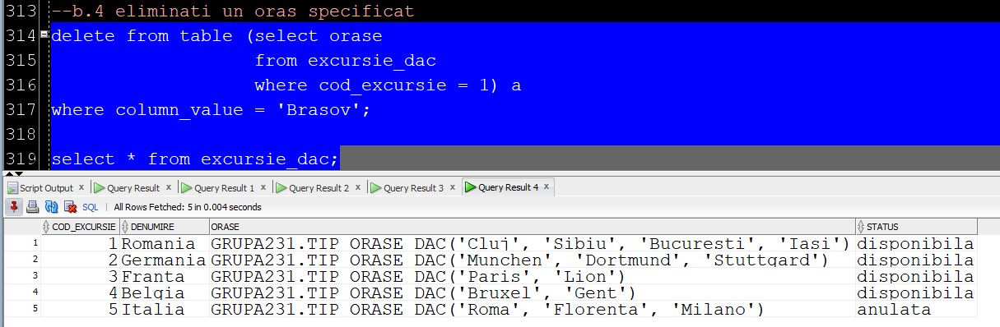 313 --b.4 eliminati un oras specificat
314 delete from table (select orase
315 from excursie_dac
316 where cod_excursie = 1) a
317 where column_value = 'Brasov';
318
319 select * from excursie_dac;
Script Output x Query Result x Query Result 1 x Query Result 2 x Query Result 3 x Query Result 4 x
SQL | All Rows Fetched: 5 in 0.004 seconds
COD_EXCURSIE DENUMIRE ORASE STATUS
1 1 Romania GRUPA231.TIP_ORASE_DAC('Cluj', 'Sibiu', 'Bucuresti', 'Iasi') disponibila
2 2 Germania GRUPA231.TIP_ORASE_DAC('Munchen', 'Dortmund', 'Stuttgard') disponibila
3 3 Franta GRUPA231.TIP_ORASE_DAC('Paris', 'Lion') disponibila
4 4 Belgia GRUPA231.TIP_ORASE_DAC('Bruxel', 'Gent') disponibila
5 5 Italia GRUPA231.TIP_ORASE_DAC('Roma', 'Florenta', 'Milano') anulata